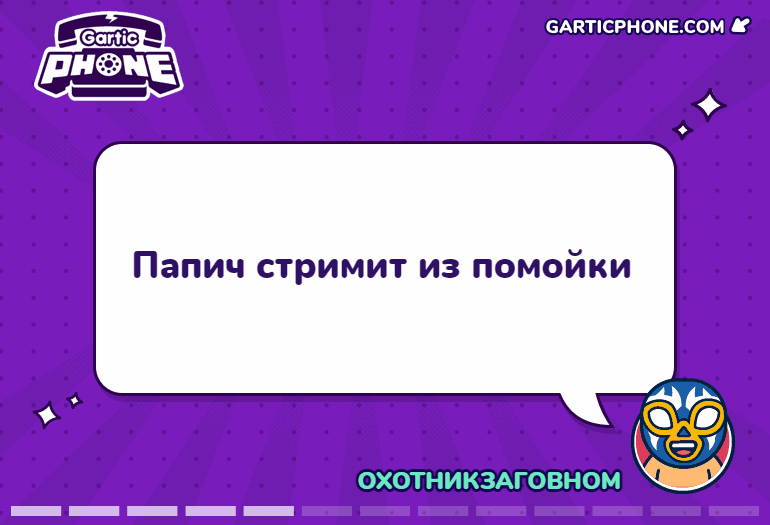 Gartic
PHONE
GARTICPHONE.COM
Папич стримит из помойки
ОХОТНИКЗАГОВНОМ